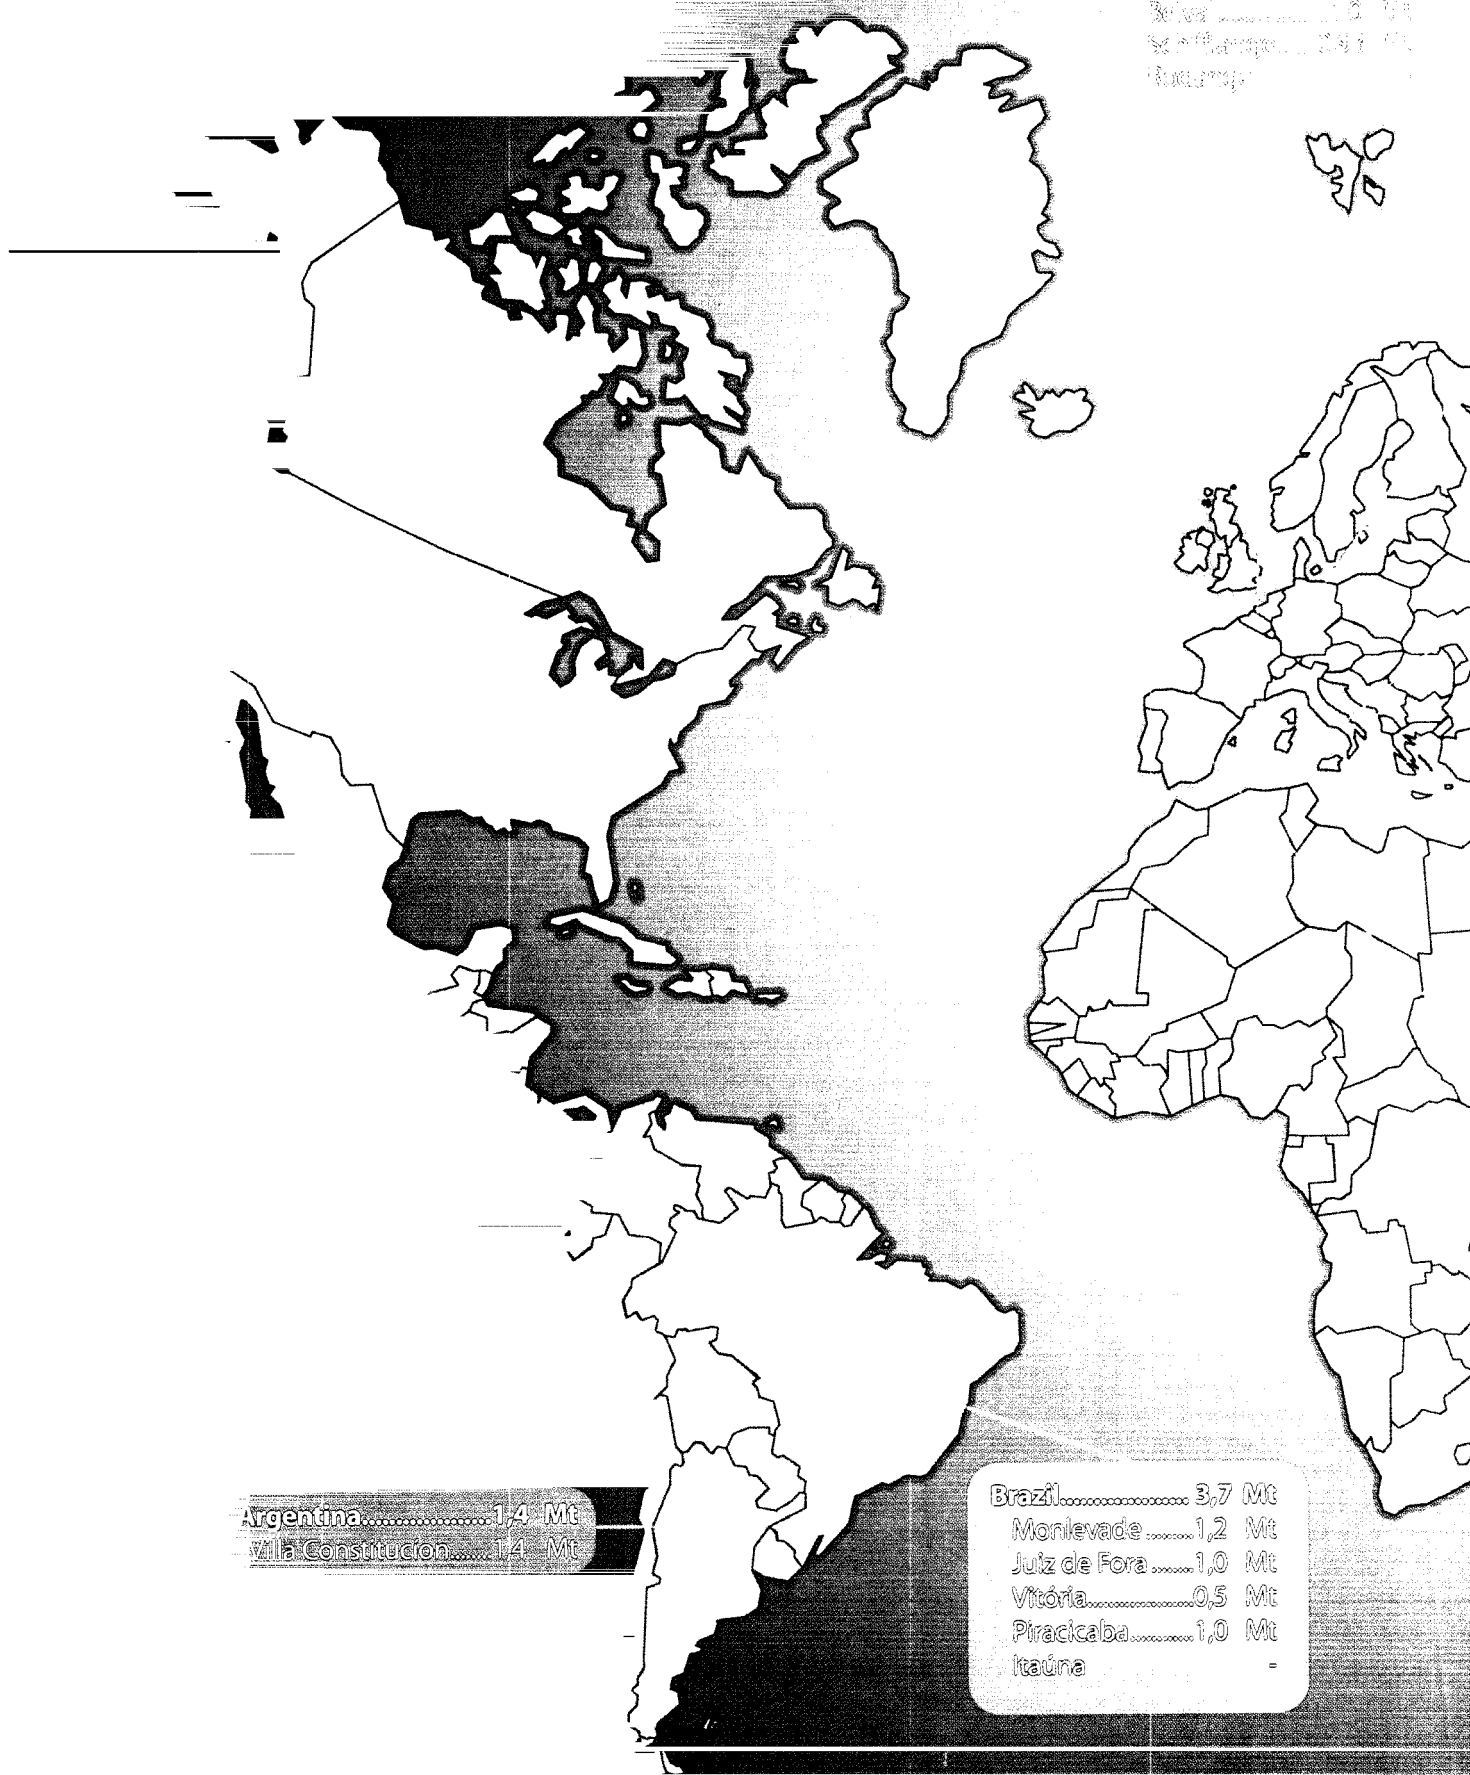 Argentina...................1,4 Mt
Villa Constitucion......1,4 Mt
Brazil................... 3,7 Mt
Monlevade .........1,2 Mt
Juiz de Fora ........1,0 Mt
Vitória.....................0,5 Mt
Piracicaba............1,0 Mt
Itaúna -